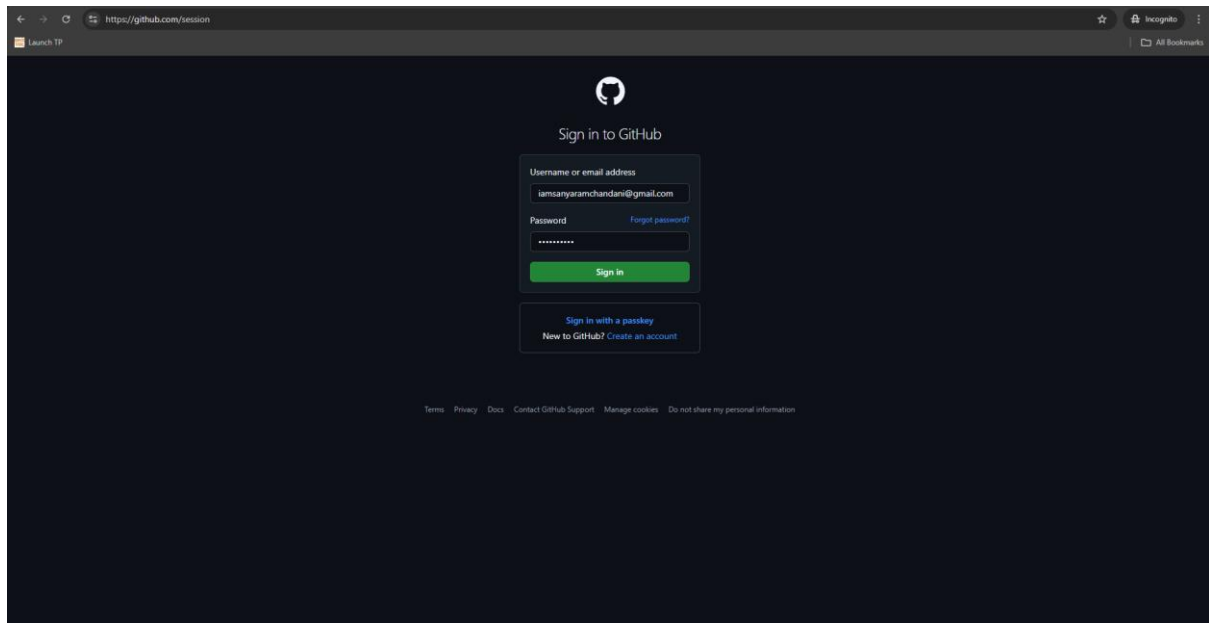 https://github.com/session
Incognito
Launch TP
All Bookmarks
Sign in to GitHub
Username or email address
iamsanyaramchandani@gmail.com
Password Forgot password?
••••••••••
Sign in
Sign in with a passkey
New to GitHub? Create an account
Terms Privacy Docs Contact GitHub Support Manage cookies Do not share my personal information